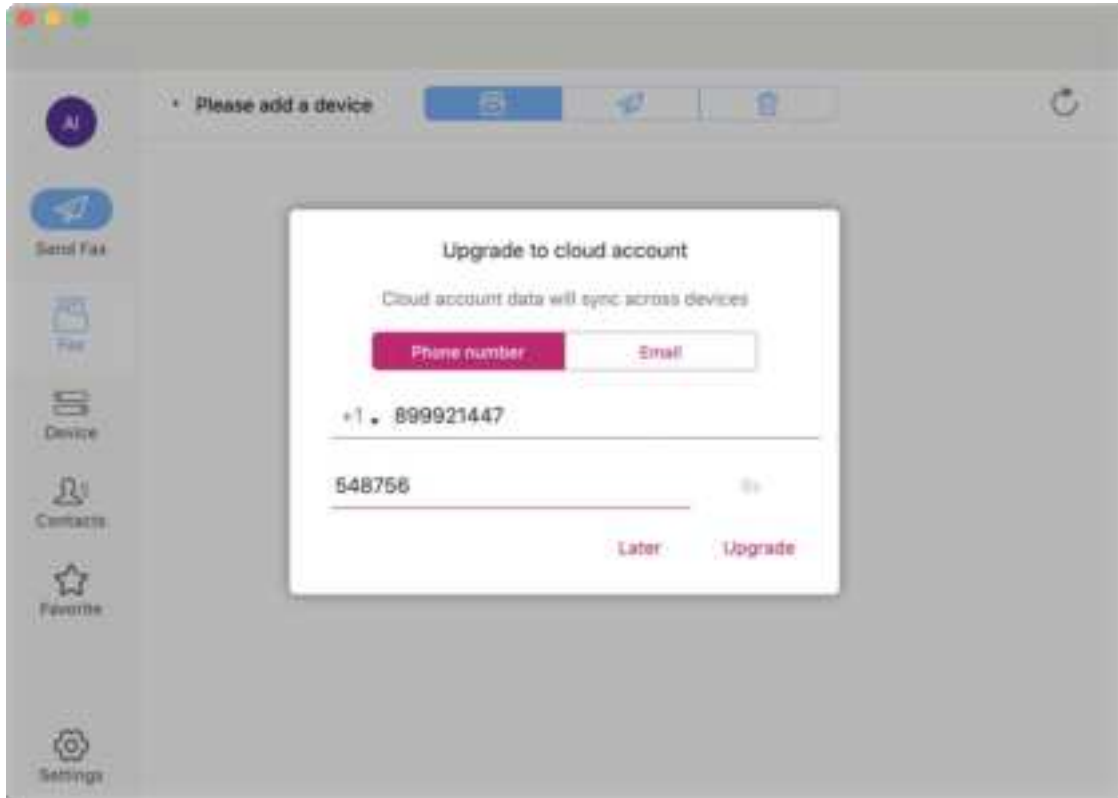 AI
Please add a device
Send Fax
Fax
Device
Contacts
Favorite
Settings
Upgrade to cloud account
Cloud account data will sync across devices
Phone number Email
+1 899921447
548756
Later Upgrade